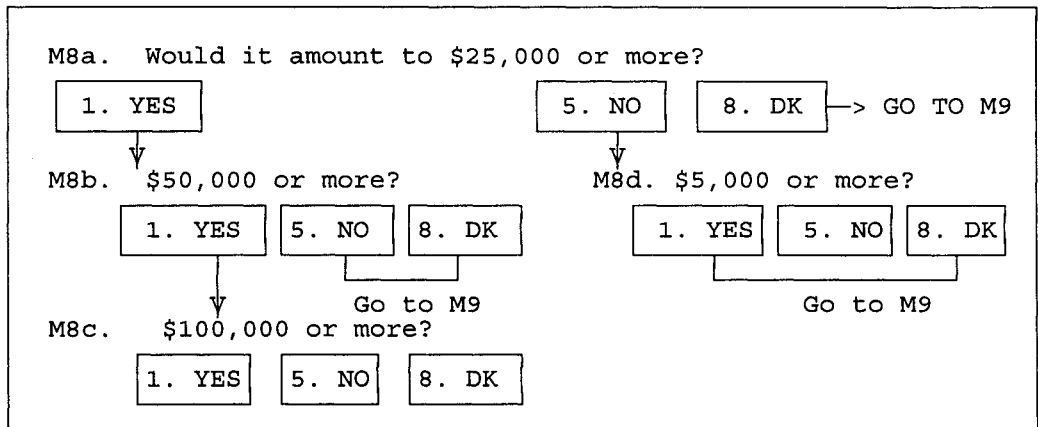 M8a. Would it amount to $25,000 or more?
1. YES 5. NO 8. DK —> GO TO M9
M8b. $50,000 or more? M8d. $5,000 or more?
1. YES 5. NO 8. DK 1. YES 5. NO 8. DK
Go to M9 Go to M9
M8c. $100,000 or more?
1. YES 5. NO 8. DK